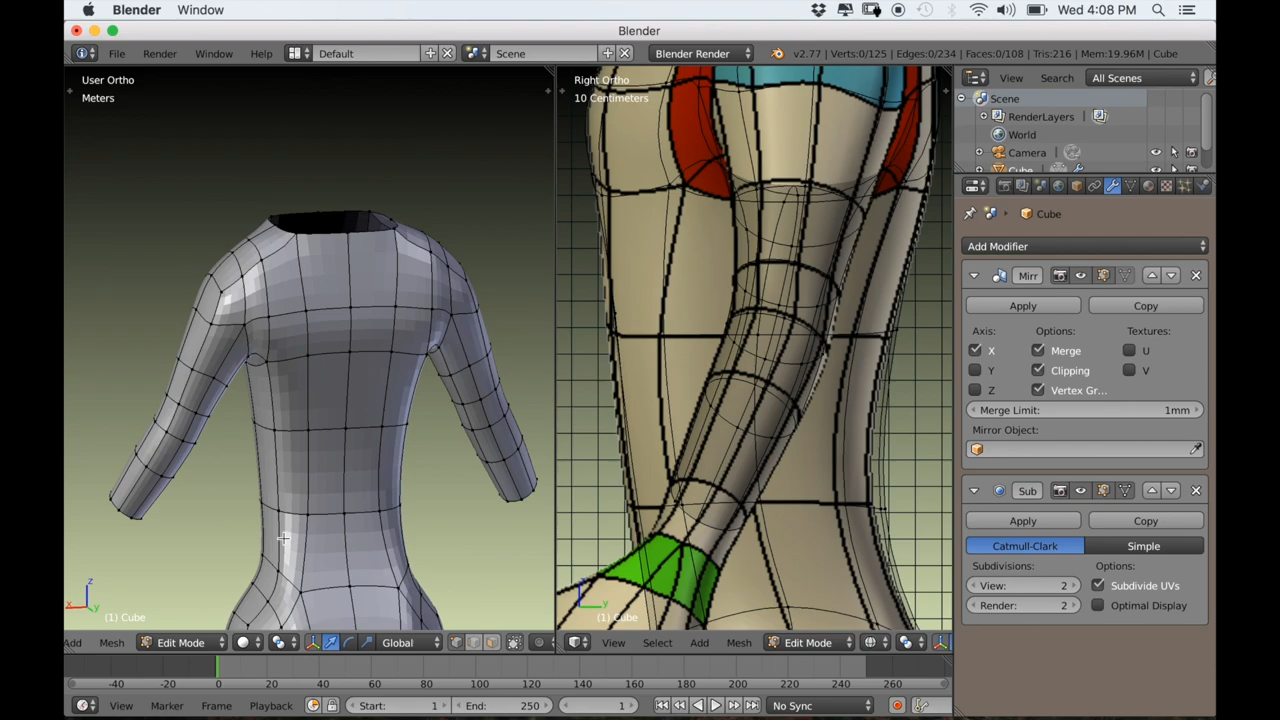 Blender Window Wed 4:08 PM
Blender
File Render Window Help Default Scene Blender Render v2.77 | Verts:0/125 | Edges:0/234 | Faces:0/108 | Tris:216 | Mem:19.96M | Cube
User Ortho
Meters
Right Ortho
10 Centimeters
View Search All Scenes
Scene
RenderLayers
World
Camera
Cube
Cube
Add Modifier
Mirr
Apply Copy
Axis: Options: Textures:
X Merge U
Y Clipping V
Z Vertex Gr...
Merge Limit: 1mm
Mirror Object:
Sub
Apply Copy
Catmull-Clark Simple
Subdivisions: Options:
View: 2 Subdivide UVs
Render: 2 Optimal Display
z
x y
(1) Cube
z
y
(1) Cube
Add Mesh Edit Mode Global
View Select Add Mesh Edit Mode
-40 -20 0 20 40 60 80 100 120 140 160 180 200 220 240 260
View Marker Frame Playback Start: 1 End: 250 1 No Sync